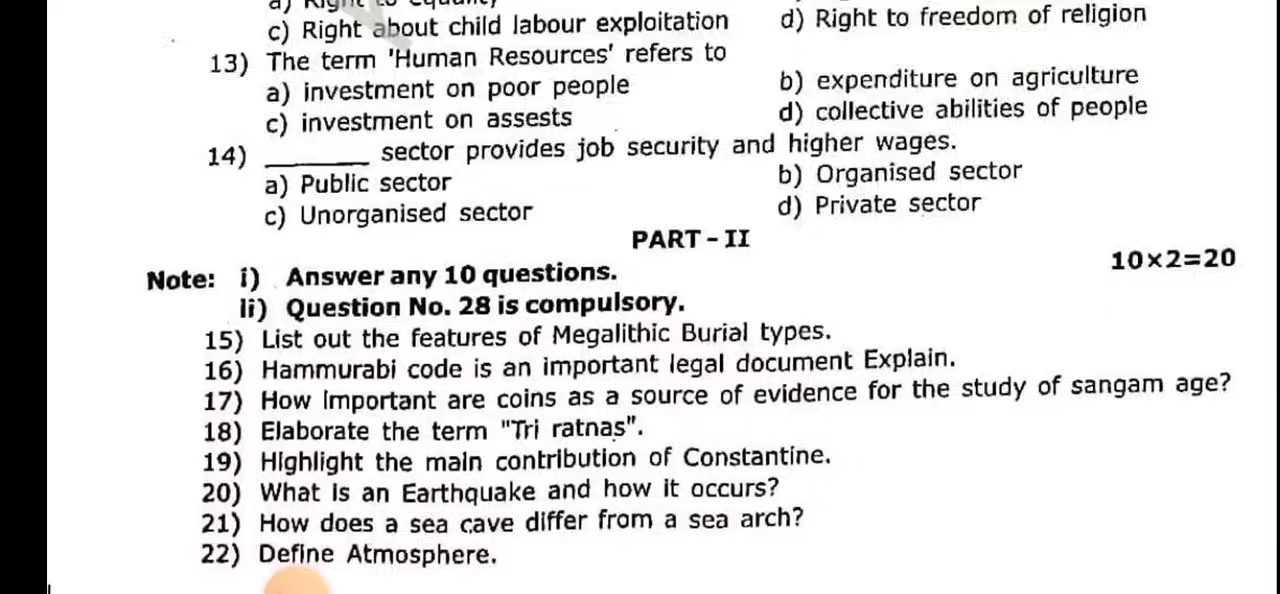 a) Right to equality
c) Right about child labour exploitation d) Right to freedom of religion
13) The term 'Human Resources' refers to
a) investment on poor people b) expenditure on agriculture
c) investment on assests d) collective abilities of people
14) ________ sector provides job security and higher wages.
a) Public sector b) Organised sector
c) Unorganised sector d) Private sector
PART - II
Note: i) Answer any 10 questions. 10×2=20
ii) Question No. 28 is compulsory.
15) List out the features of Megalithic Burial types.
16) Hammurabi code is an important legal document Explain.
17) How Important are coins as a source of evidence for the study of sangam age?
18) Elaborate the term "Tri ratnas".
19) Highlight the main contribution of Constantine.
20) What is an Earthquake and how it occurs?
21) How does a sea cave differ from a sea arch?
22) Define Atmosphere.